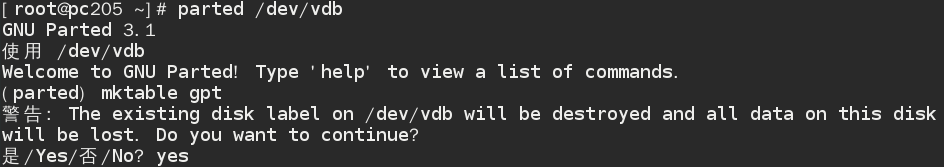 [root@pc205 ~]# parted /dev/vdb
GNU Parted 3.1
使用 /dev/vdb
Welcome to GNU Parted! Type 'help' to view a list of commands.
(parted) mktable gpt
警告: The existing disk label on /dev/vdb will be destroyed and all data on this disk
will be lost. Do you want to continue?
是/Yes/否/No? yes